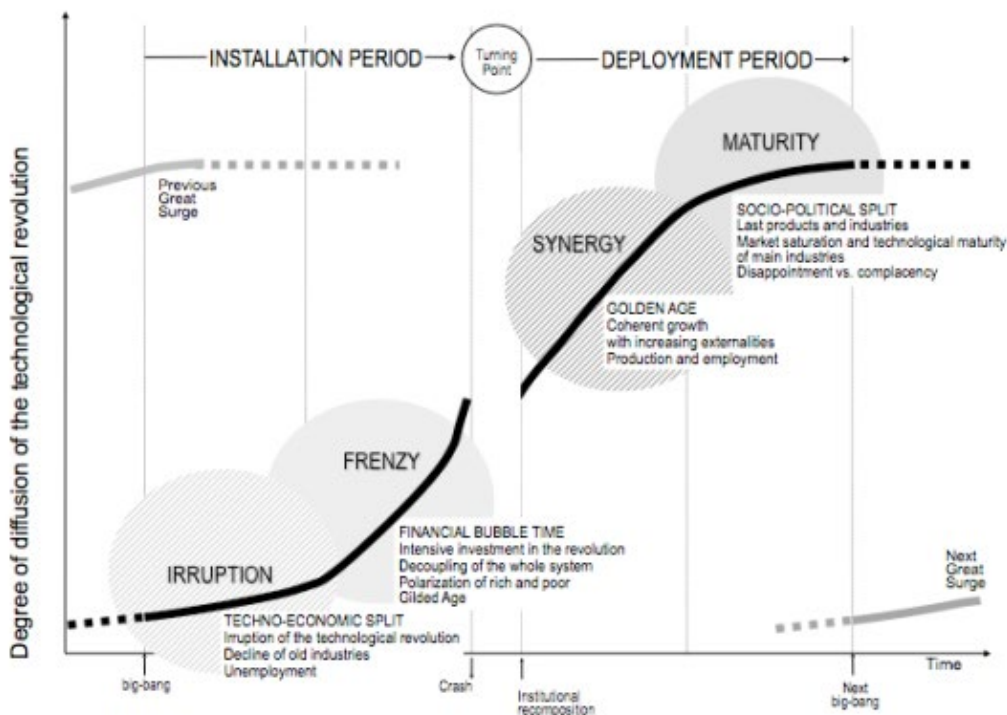 INSTALLATION PERIOD
Turning
Point
DEPLOYMENT PERIOD
Degree of diffusion of the technological revolution
Previous
Great
Surge
MATURITY
SOCIO-POLITICAL SPLIT
Last products and industries
Market saturation and technological maturity
of main industries
Disappointment vs. complacency
SYNERGY
GOLDEN AGE
Coherent growth
with increasing externalities
Production and employment
FRENZY
FINANCIAL BUBBLE TIME
Intensive investment in the revolution
Decoupling of the whole system
Polarization of rich and poor
Gilded Age
IRRUPTION
TECHNO-ECONOMIC SPLIT
Irruption of the technological revolution
Decline of old industries
Unemployment
Next
Great
Surge
Time
big-bang
Crash
Institutional
recomposition
Next
big-bang